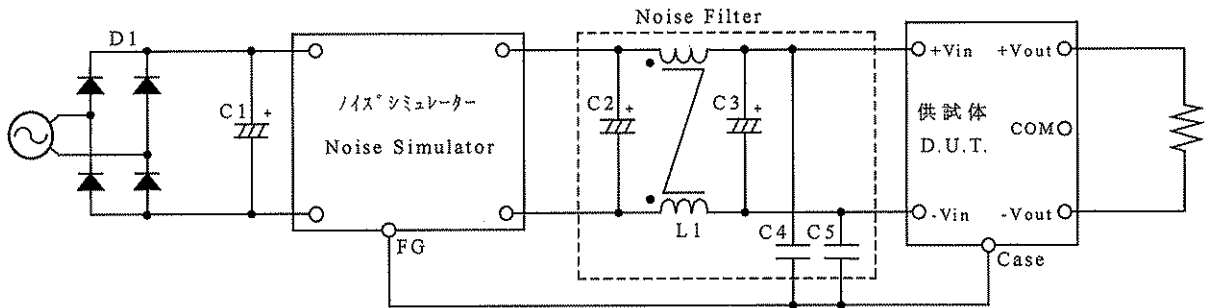 Noise Filter
D1
C1
+
ノイズシミュレーター
Noise Simulator
FG
C2
+
C3
+
L1
C4
C5
+Vin
+Vout
供試体
D.U.T.
COM
-Vin
-Vout
Case